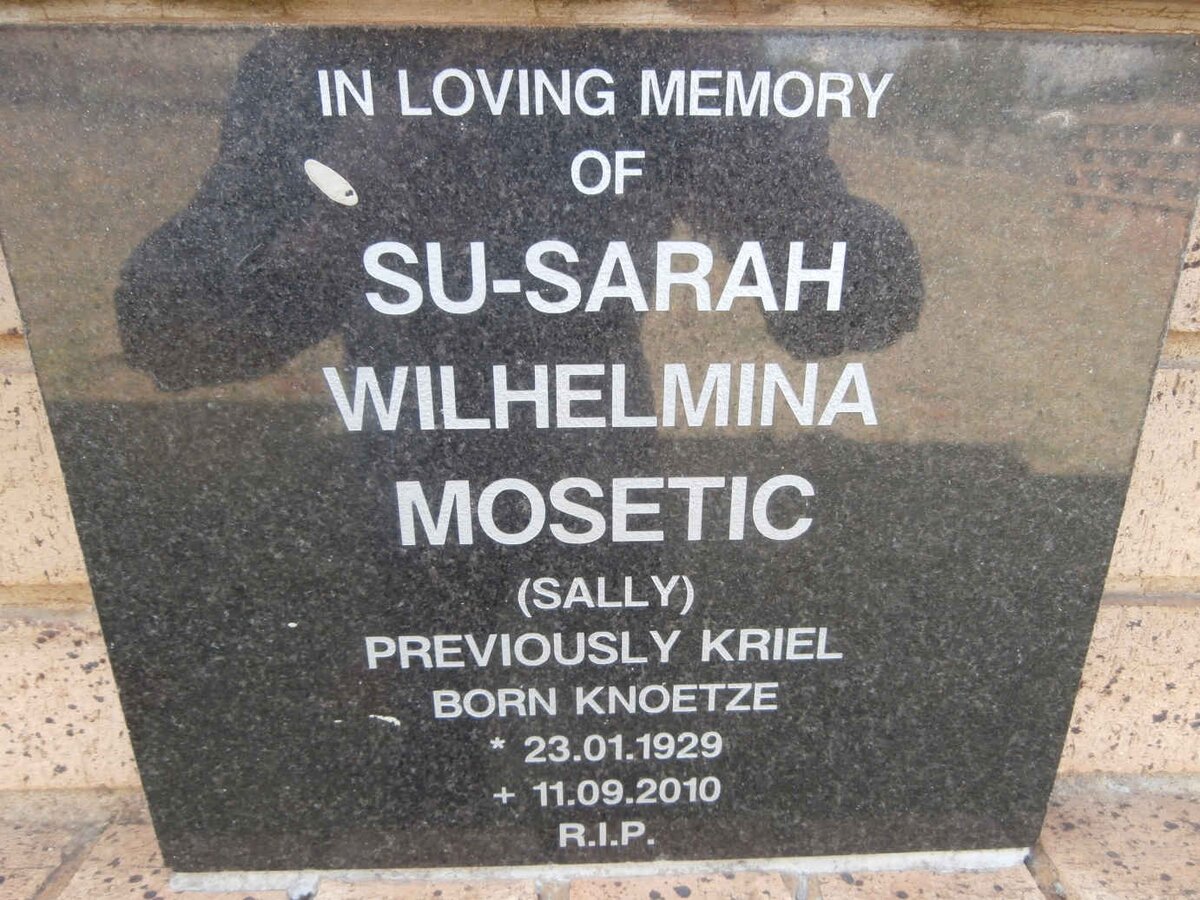 IN LOVING MEMORY
OF
SU-SARAH
WILHELMINA
MOSETIC
(SALLY)
PREVIOUSLY KRIEL
BORN KNOETZE
* 23.01.1929
+ 11.09.2010
R.I.P.